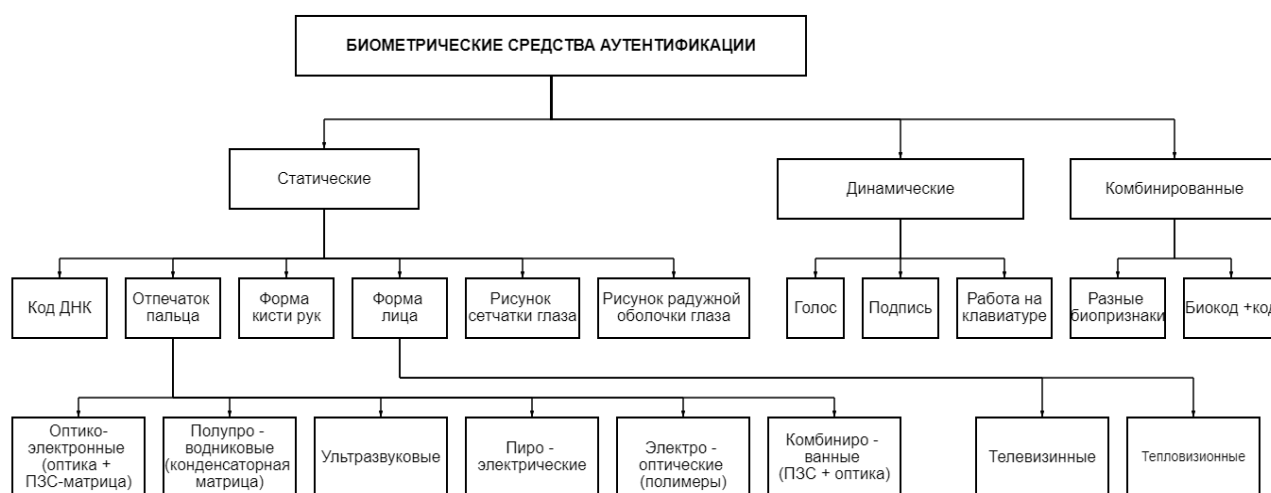 БИОМЕТРИЧЕСКИЕ СРЕДСТВА АУТЕНТИФИКАЦИИ
Статические
Динамические
Комбинированные
Код ДНК
Отпечаток
пальца
Форма
кисти рук
Форма
лица
Рисунок
сетчатки глаза
Рисунок радужной
оболочки глаза
Голос
Подпись
Работа на
клавиатуре
Разные
биопризнаки
Биокод +код
Оптико-
электронные
(оптика +
ПЗС-матрица)
Полупро -
водниковые
(конденсаторная
матрица)
Ультразвуковые
Пиро -
электрические
Электро -
оптические
(полимеры)
Комбиниро -
ванные
(ПЗС + оптика)
Телевизинные
Тепловизионные